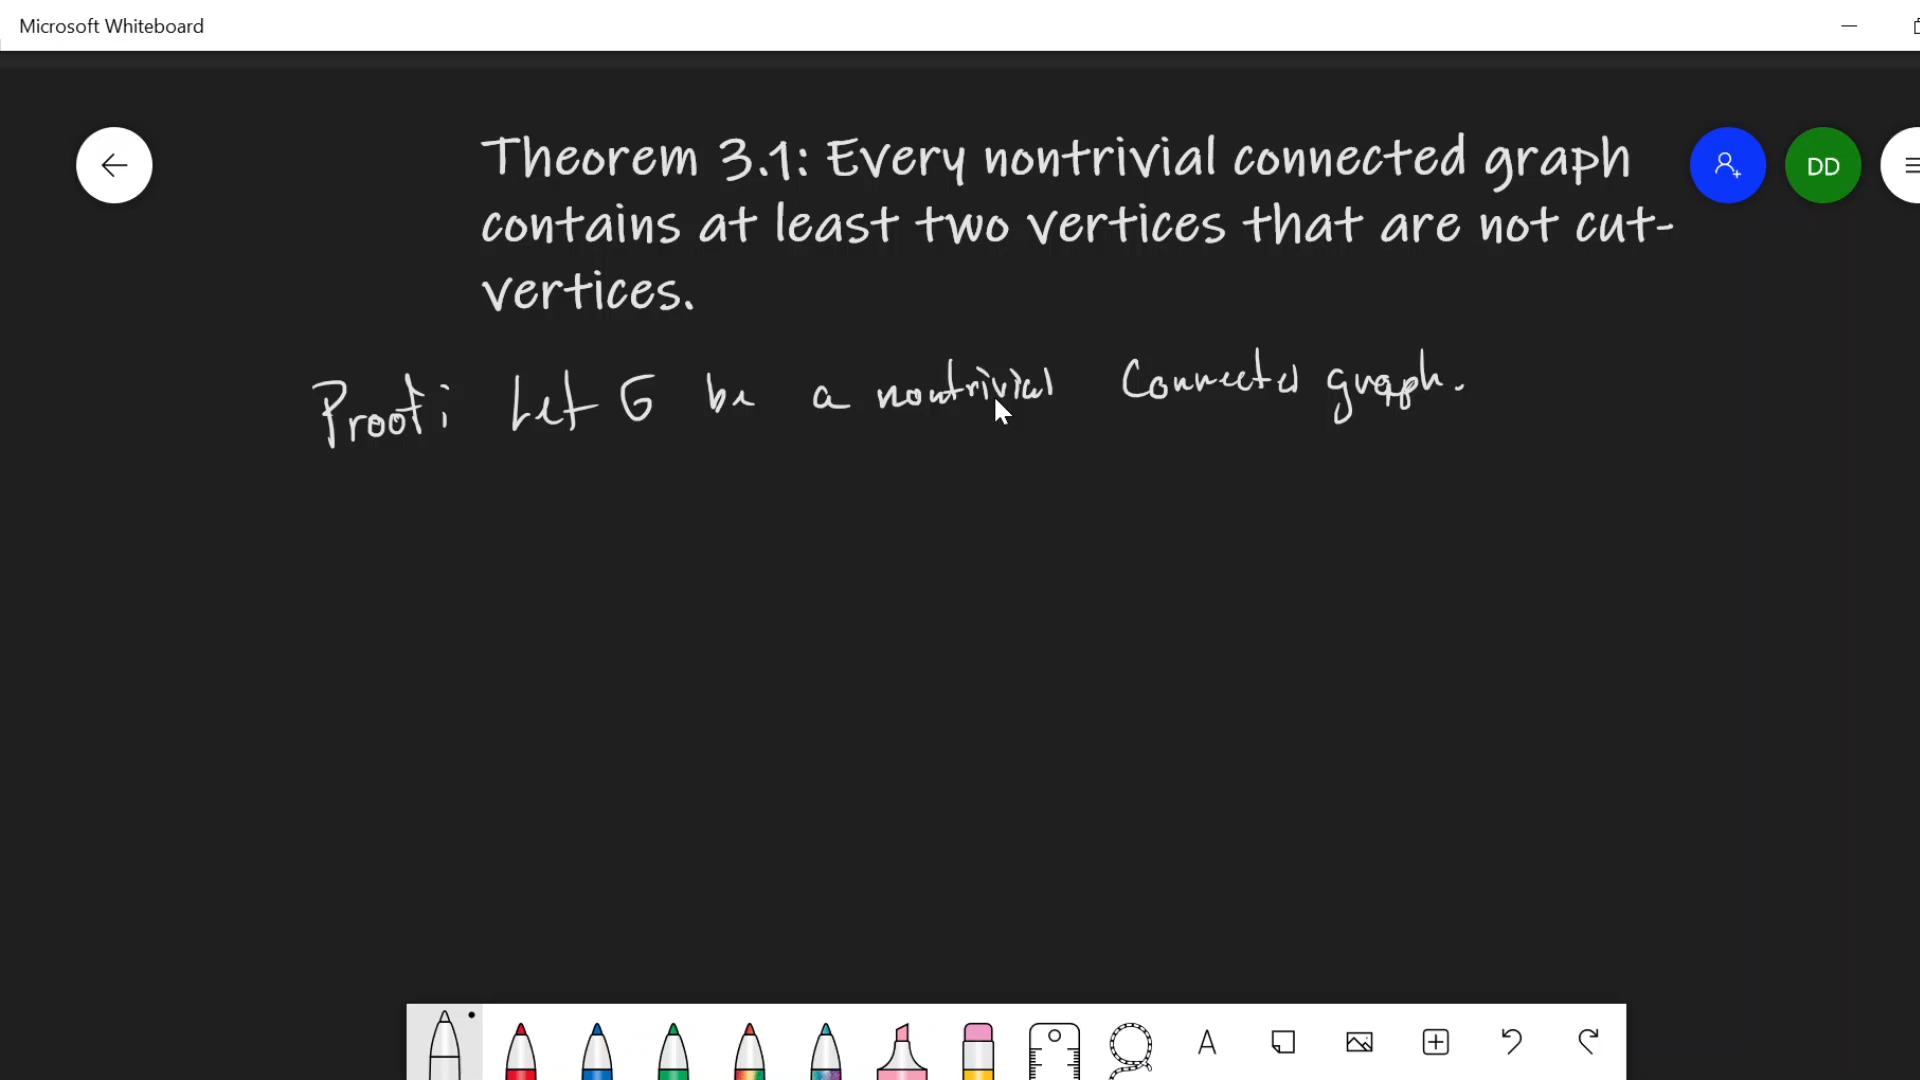 Microsoft Whiteboard
Theorem 3.1: Every nontrivial connected graph
DD
contains at least two vertices that are not cut-
vertices.
Proof: Let G be a nontrivial Connected graph.
A